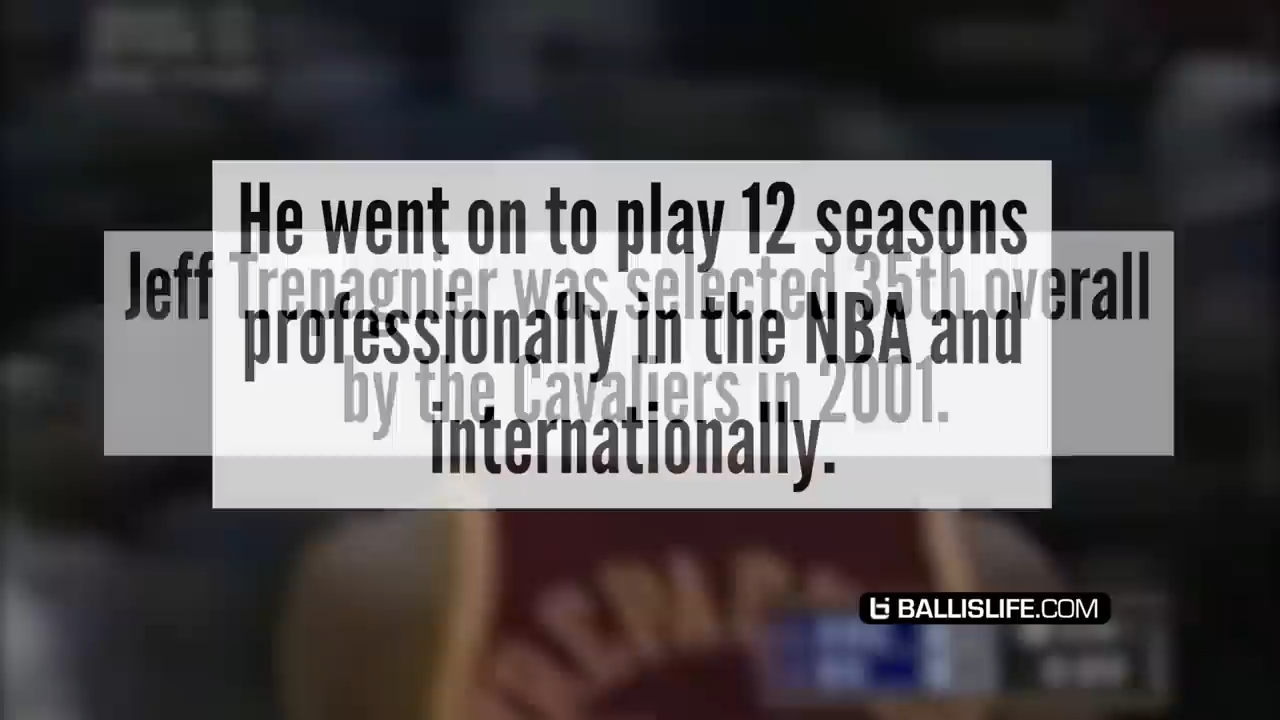 He went on to play 12 seasons
professionally in the NBA and
internationally.
Jeff Trenagnier was selected 35th overall
by the Cavaliers in 2001.
BALLISLIFE.COM